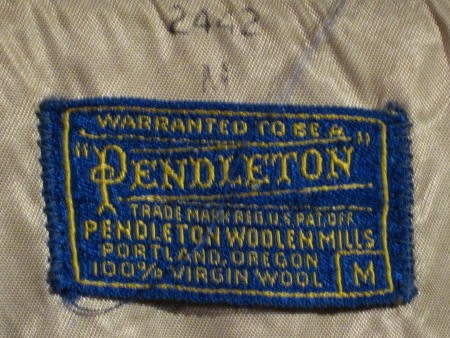 2442
M
WARRANTED TO BE A
"PENDLETON"
TRADE MARK REG. U.S. PAT. OFF.
PENDLETON WOOLEN MILLS
PORTLAND, OREGON
100% VIRGIN WOOL
M